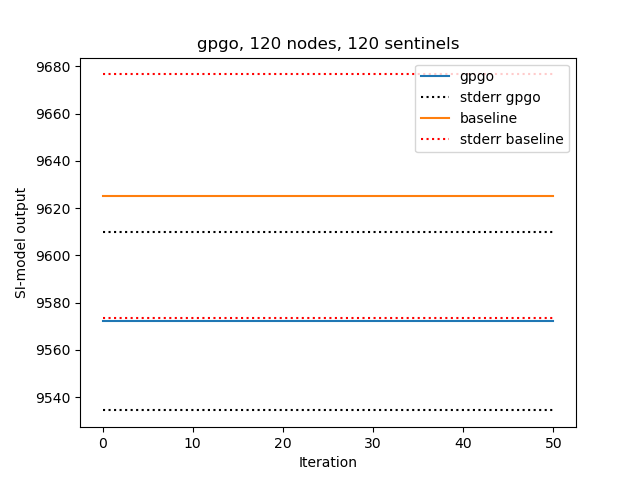 gpgo, 120 nodes, 120 sentinels
9680
9660
9640
9620
9600
9580
9560
9540
SI-model output
gpgo
stderr gpgo
baseline
stderr baseline
0 10 20 30 40 50
Iteration